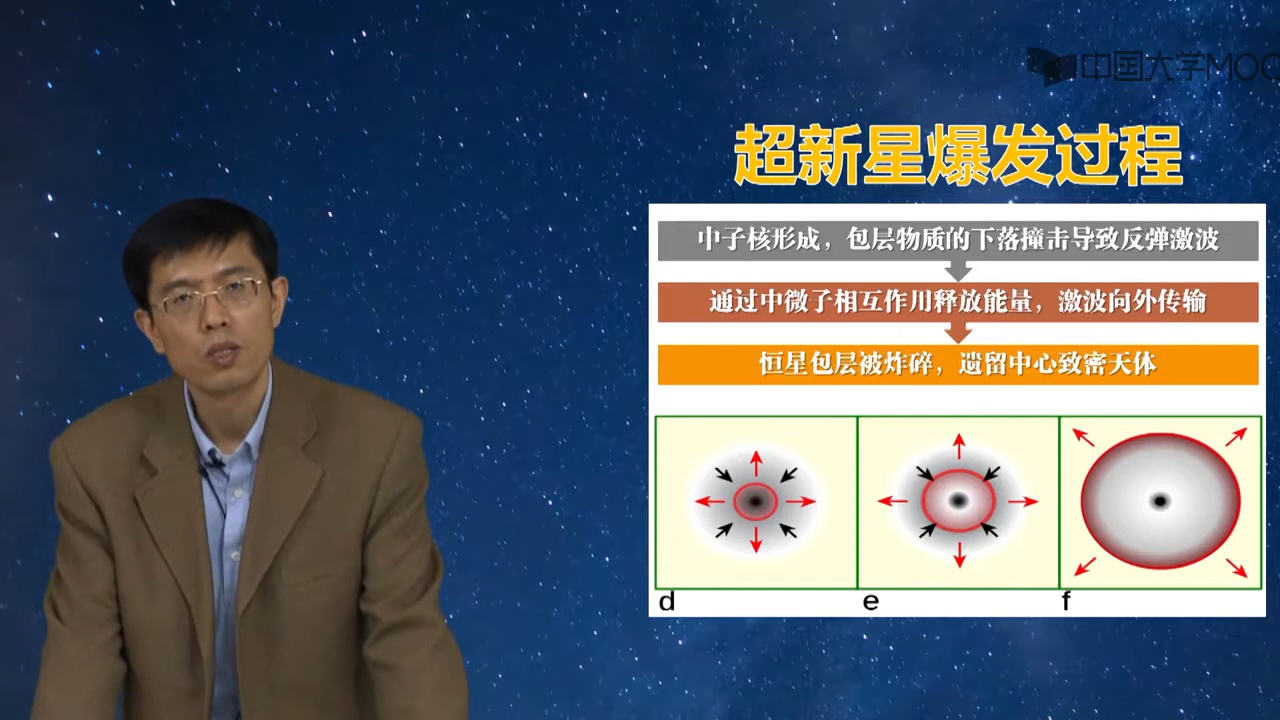 中国大学MOO
超新星爆发过程
中子核形成，包层物质的下落撞击导致反弹激波
通过中微子相互作用释放能量，激波向外传输
恒星包层被炸碎，遗留中心致密天体
d e f